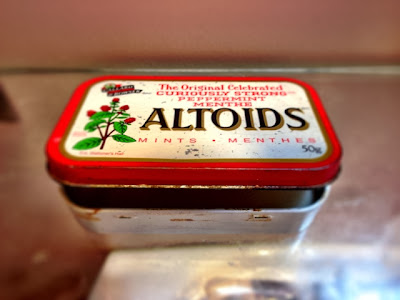 The Original Celebrated
CURIOUSLY STRONG
PEPPERMINT
MENTHE
ALTOIDS
MINTS • MENTHES
50g